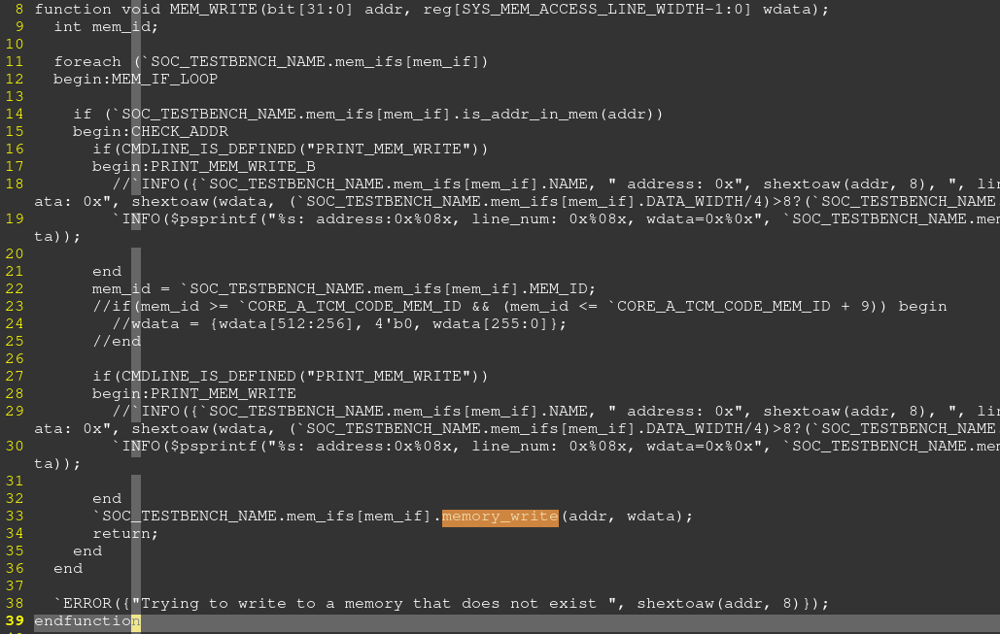 8 function void MEM_WRITE(bit[31:0] addr, reg[SYS_MEM_ACCESS_LINE_WIDTH-1:0] wdata);
9   int mem_id;
10
11   foreach (`SOC_TESTBENCH_NAME.mem_ifs[mem_if])
12   begin:MEM_IF_LOOP
13
14     if (`SOC_TESTBENCH_NAME.mem_ifs[mem_if].is_addr_in_mem(addr))
15     begin:CHECK_ADDR
16       if(CMDLINE_IS_DEFINED("PRINT_MEM_WRITE"))
17       begin:PRINT_MEM_WRITE_B
18         //`INFO({`SOC_TESTBENCH_NAME.mem_ifs[mem_if].NAME, " address: 0x", shextoaw(addr, 8), ", lin
ata: 0x", shextoaw(wdata, (`SOC_TESTBENCH_NAME.mem_ifs[mem_if].DATA_WIDTH/4)>8?(`SOC_TESTBENCH_NAME
19         `INFO($psprintf("%s: address:0x%08x, line_num: 0x%08x, wdata=0x%0x", `SOC_TESTBENCH_NAME.mem
ta));
20
21       end
22       mem_id = `SOC_TESTBENCH_NAME.mem_ifs[mem_if].MEM_ID;
23       //if(mem_id >= `CORE_A_TCM_CODE_MEM_ID && (mem_id <= `CORE_A_TCM_CODE_MEM_ID + 9)) begin
24         //wdata = {wdata[512:256], 4'b0, wdata[255:0]};
25       //end
26
27       if(CMDLINE_IS_DEFINED("PRINT_MEM_WRITE"))
28       begin:PRINT_MEM_WRITE
29         //`INFO({`SOC_TESTBENCH_NAME.mem_ifs[mem_if].NAME, " address: 0x", shextoaw(addr, 8), ", lin
ata: 0x", shextoaw(wdata, (`SOC_TESTBENCH_NAME.mem_ifs[mem_if].DATA_WIDTH/4)>8?(`SOC_TESTBENCH_NAME
30         `INFO($psprintf("%s: address:0x%08x, line_num: 0x%08x, wdata=0x%0x", `SOC_TESTBENCH_NAME.mem
ta));
31
32       end
33       `SOC_TESTBENCH_NAME.mem_ifs[mem_if].memory_write(addr, wdata);
34       return;
35     end
36   end
37
38   `ERROR({"Trying to write to a memory that does not exist ", shextoaw(addr, 8)});
39 endfunction